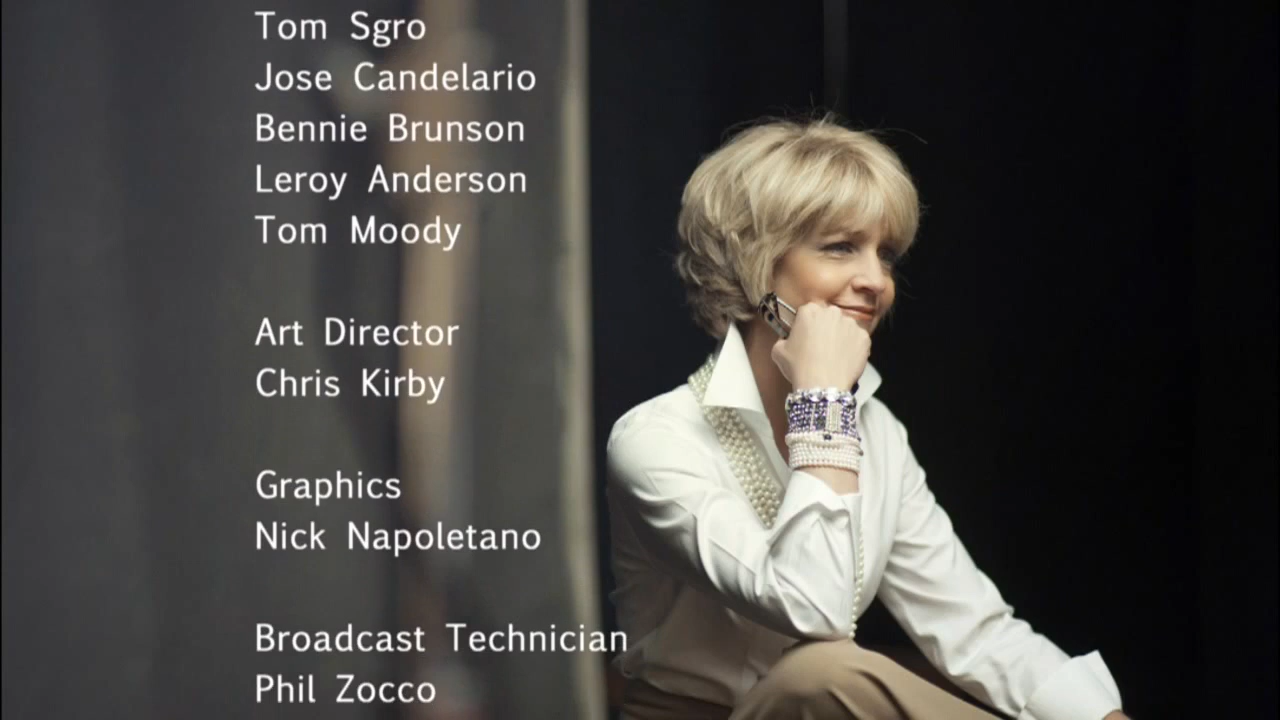 Tom Sgro
Jose Candelario
Bennie Brunson
Leroy Anderson
Tom Moody
Art Director
Chris Kirby
Graphics
Nick Napoletano
Broadcast Technician
Phil Zocco